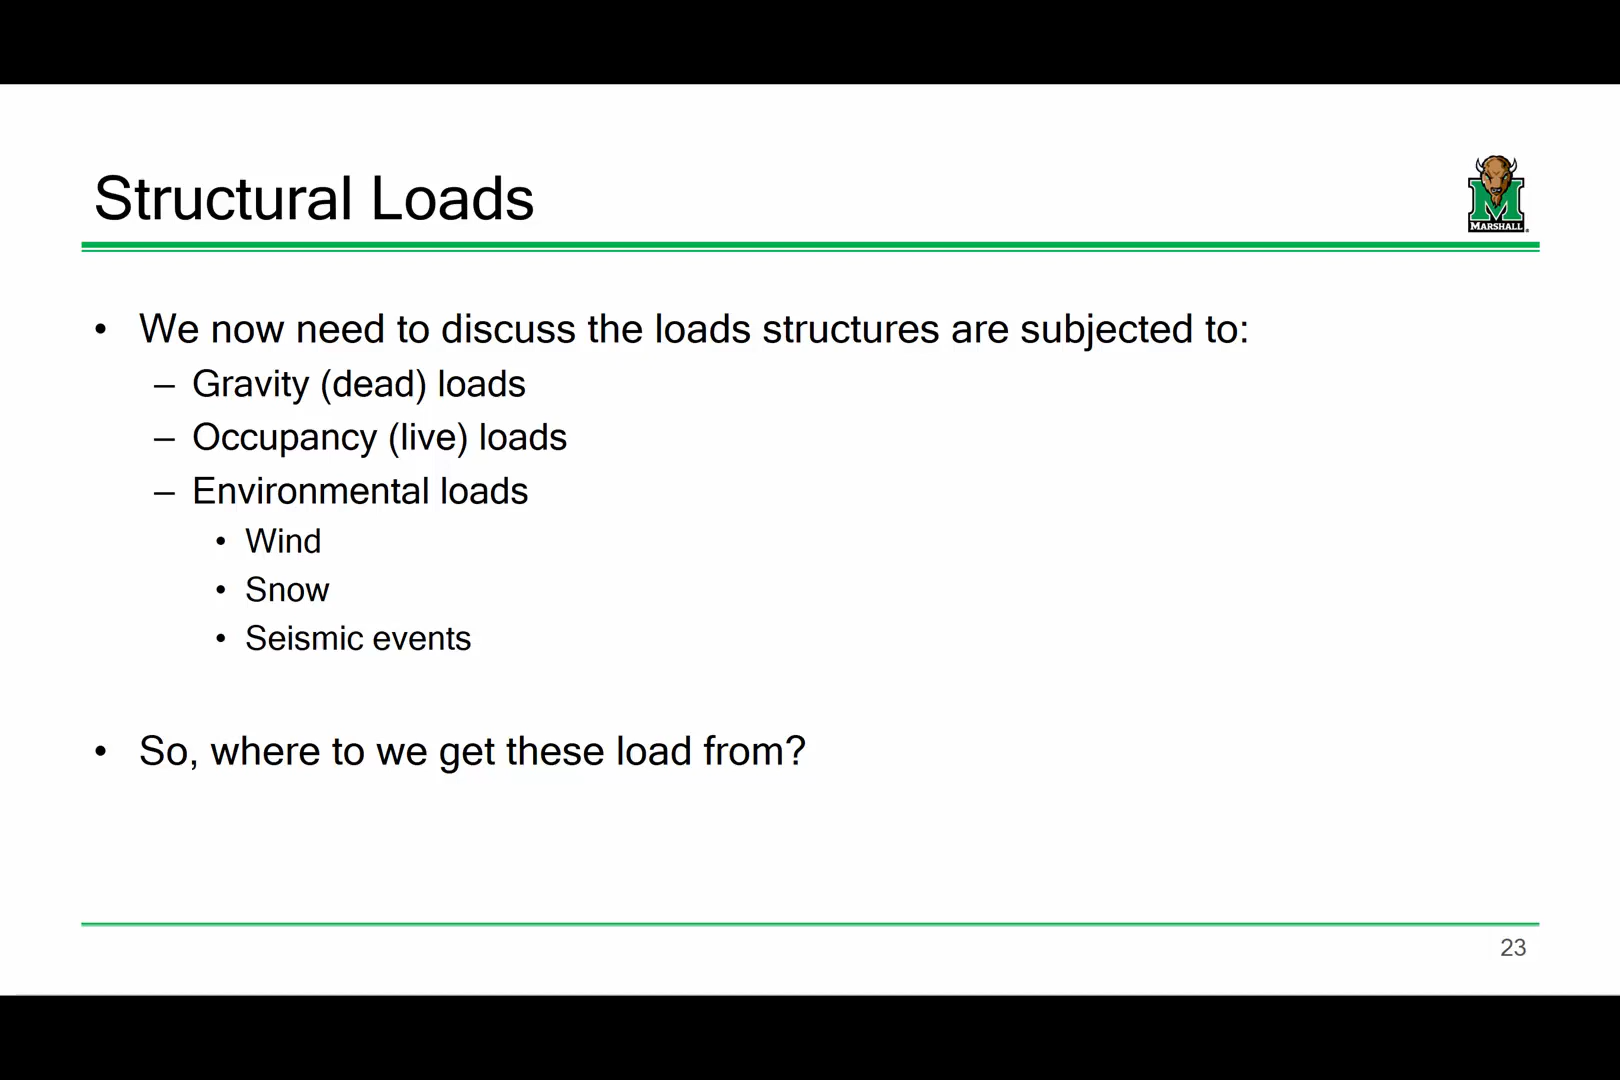 Structural Loads
M
MARSHALL
• We now need to discuss the loads structures are subjected to:
– Gravity (dead) loads
– Occupancy (live) loads
– Environmental loads
• Wind
• Snow
• Seismic events
• So, where to we get these load from?
23